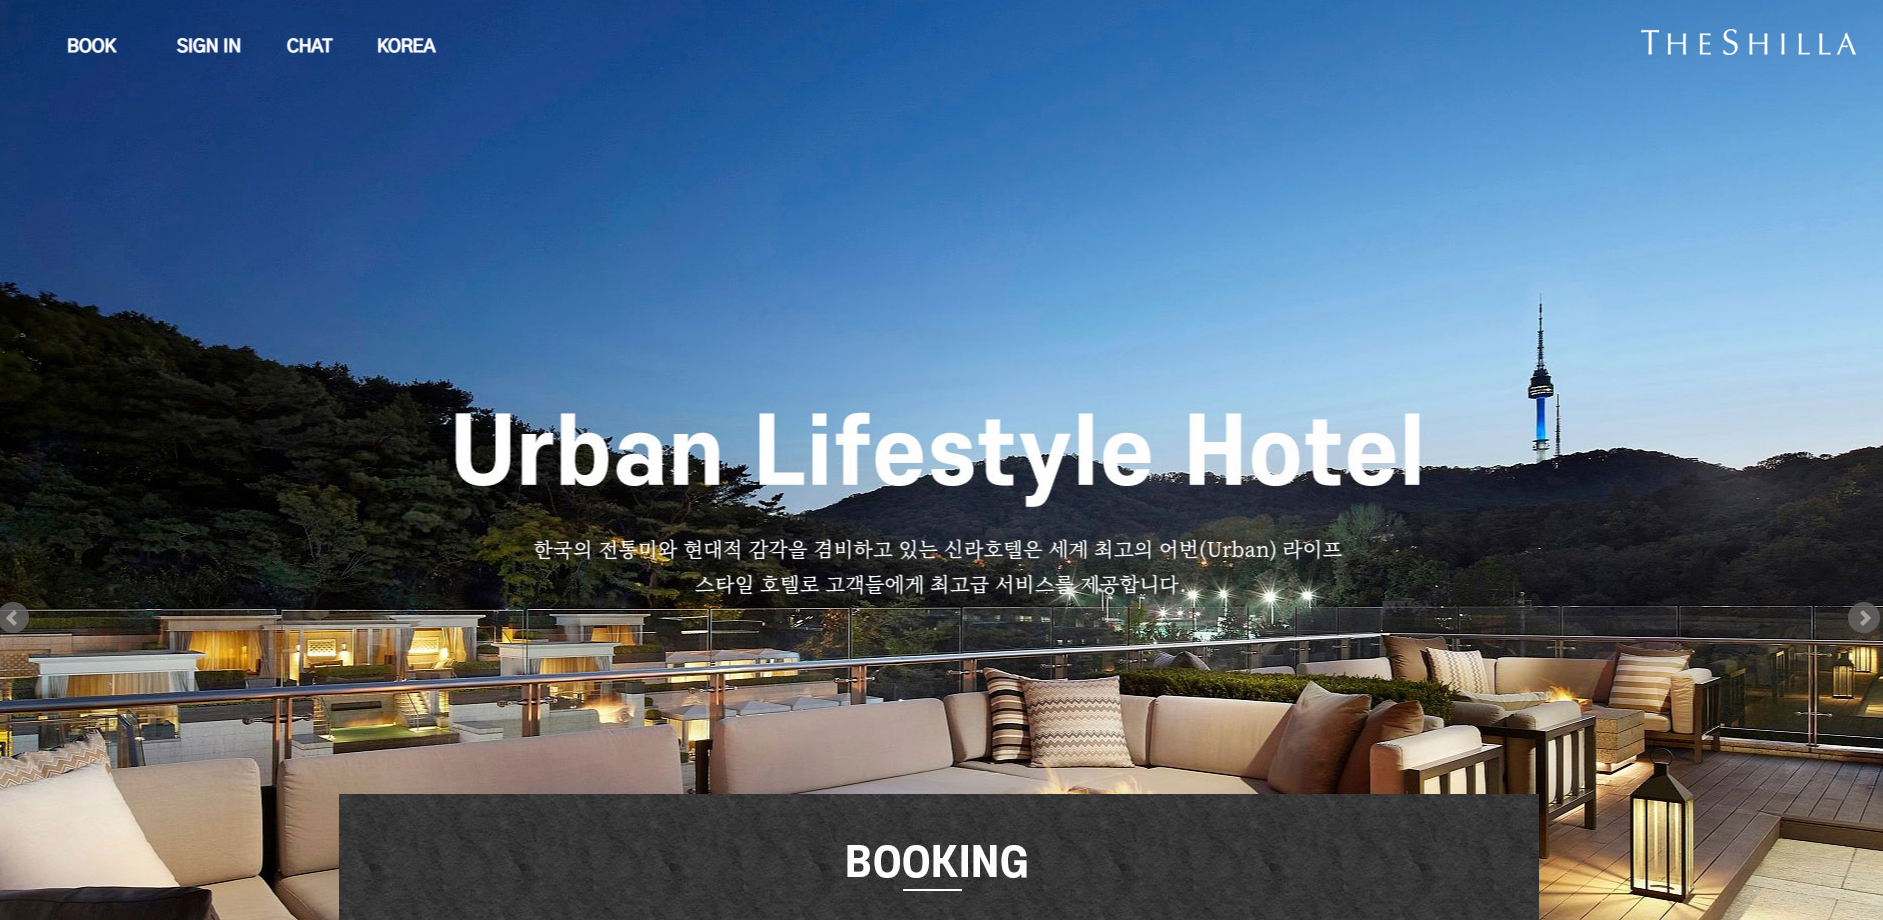 BOOK SIGN IN CHAT KOREA
THE SHILLA
Urban Lifestyle Hotel
한국의 전통미와 현대적 감각을 겸비하고 있는 신라호텔은 세계 최고의 어번(Urban) 라이프
스타일 호텔로 고객들에게 최고급 서비스를 제공합니다.
BOOKING